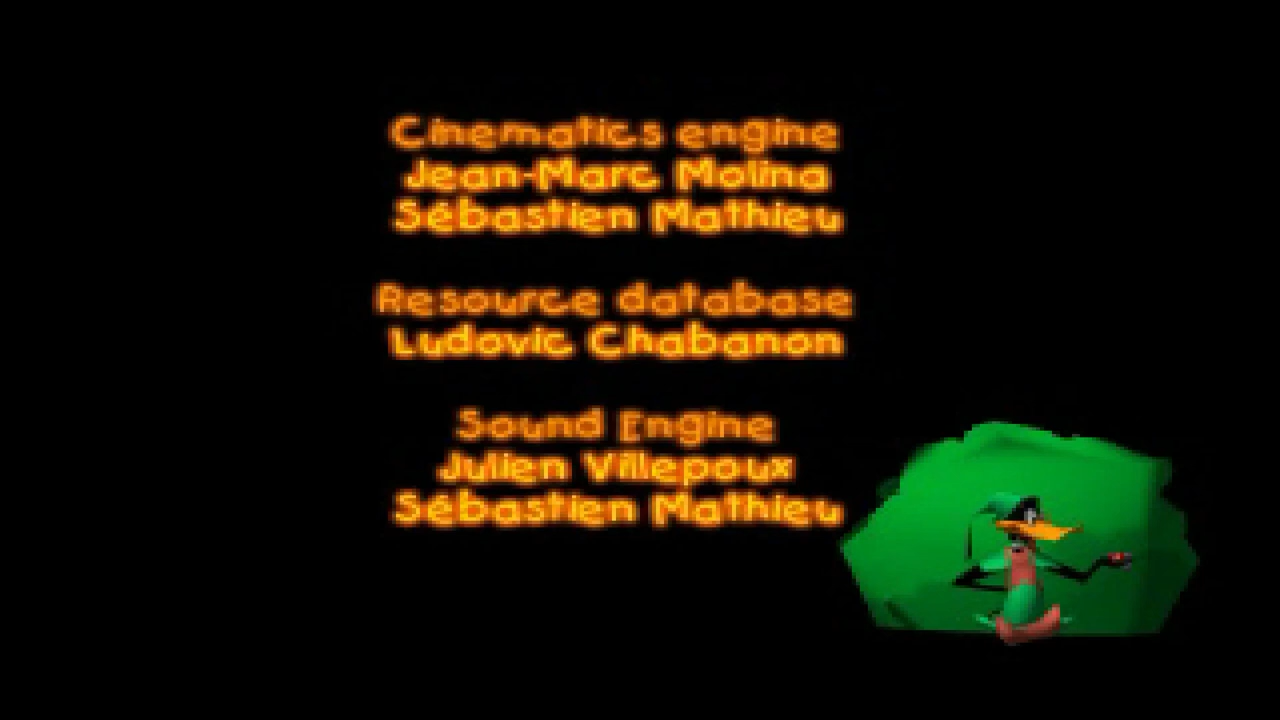 Cinematics engine
Jean-Marc Molina
Sébastien Mathieu
Resource database
Ludovic Chabanon
Sound Engine
Julien Villepoux
Sébastien Mathieu